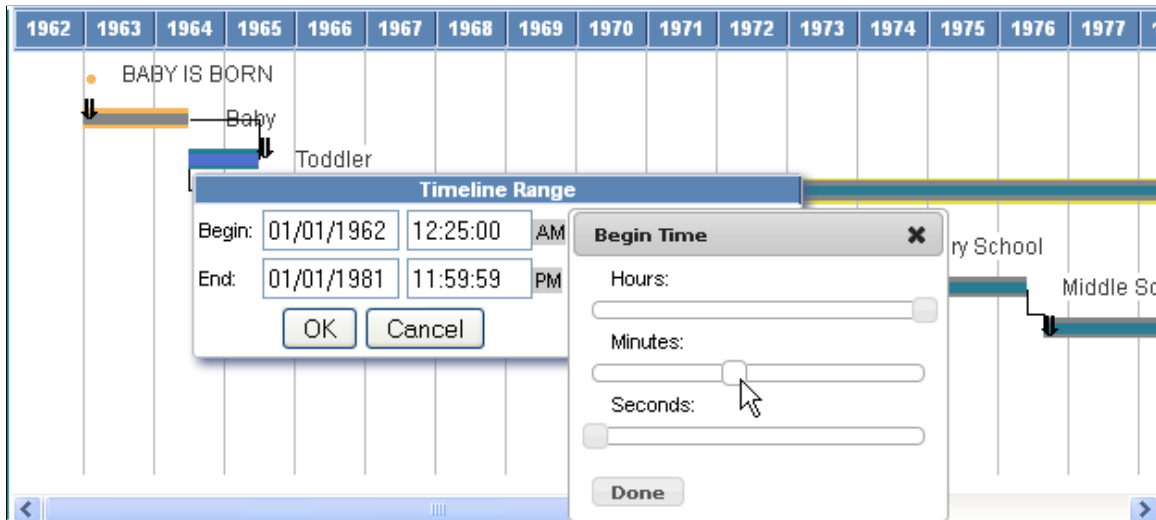 1962 1963 1964 1965 1966 1967 1968 1969 1970 1971 1972 1973 1974 1975 1976 1977
BABY IS BORN
Baby
Toddler
Timeline Range
Begin: 01/01/1962 12:25:00 AM
End: 01/01/1981 11:59:59 PM
OK Cancel
Begin Time
Hours:
Minutes:
Seconds:
Done
ry School
Middle Sc